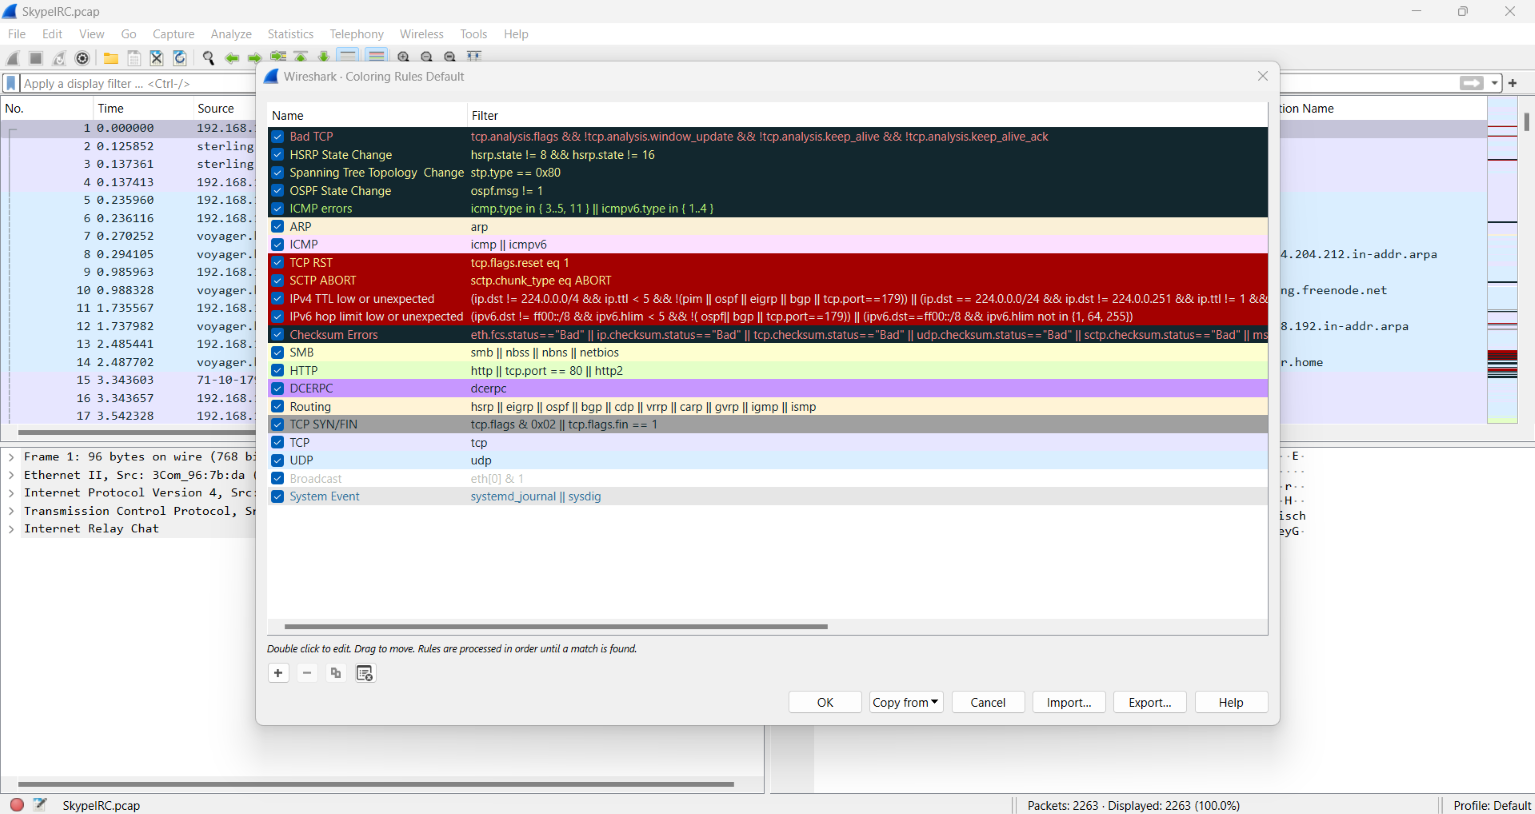 SkypeIRC.pcap
File Edit View Go Capture Analyze Statistics Telephony Wireless Tools Help
Apply a display filter ... <Ctrl-/>
No. Time Source
1 0.000000 192.168.
2 0.125852 sterling
3 0.137361 sterling
4 0.137413 192.168.
5 0.235960 192.168.
6 0.236116 192.168.
7 0.270252 voyager.
8 0.294105 voyager.
9 0.985963 192.168.
10 0.988328 voyager.
11 1.735567 192.168.
12 1.737982 voyager.
13 2.485441 192.168.
14 2.487702 voyager.
15 3.343603 71-10-179
16 3.343657 192.168.
17 3.542328 192.168.
tion Name
4.204.212.in-addr.arpa
ng.freenode.net
8.192.in-addr.arpa
r.home
Wireshark · Coloring Rules Default
Name Filter
Bad TCP tcp.analysis.flags && !tcp.analysis.window_update && !tcp.analysis.keep_alive && !tcp.analysis.keep_alive_ack
HSRP State Change hsrp.state != 8 && hsrp.state != 16
Spanning Tree Topology Change stp.type == 0x80
OSPF State Change ospf.msg != 1
ICMP errors icmp.type in { 3..5, 11 } || icmpv6.type in { 1..4 }
ARP arp
ICMP icmp || icmpv6
TCP RST tcp.flags.reset eq 1
SCTP ABORT sctp.chunk_type eq ABORT
IPv4 TTL low or unexpected (ip.dst != 224.0.0.0/4 && ip.ttl < 5 && !(pim || ospf || eigrp || bgp || tcp.port==179)) || (ip.dst == 224.0.0.0/24 && ip.dst != 224.0.0.251 && ip.ttl != 1 &&
IPv6 hop limit low or unexpected (ipv6.dst != ff00::/8 && ipv6.hlim < 5 && !( ospf|| bgp || tcp.port==179)) || (ipv6.dst==ff00::/8 && ipv6.hlim not in {1, 64, 255})
Checksum Errors eth.fcs.status=="Bad" || ip.checksum.status=="Bad" || tcp.checksum.status=="Bad" || udp.checksum.status=="Bad" || sctp.checksum.status=="Bad" || ms
SMB smb || nbss || nbns || netbios
HTTP http || tcp.port == 80 || http2
DCERPC dcerpc
Routing hsrp || eigrp || ospf || bgp || cdp || vrrp || carp || gvrp || igmp || ismp
TCP SYN/FIN tcp.flags & 0x02 || tcp.flags.fin == 1
TCP tcp
UDP udp
Broadcast eth[0] & 1
System Event systemd_journal || sysdig
Double click to edit. Drag to move. Rules are processed in order until a match is found.
OK Copy from Cancel Import... Export... Help
Frame 1: 96 bytes on wire (768 bi
Ethernet II, Src: 3Com_96:7b:da (
Internet Protocol Version 4, Src:
Transmission Control Protocol, Sr
Internet Relay Chat
··E·
····
·r··
·H··
isch
eyG·
SkypeIRC.pcap
Packets: 2263 · Displayed: 2263 (100.0%)
Profile: Default